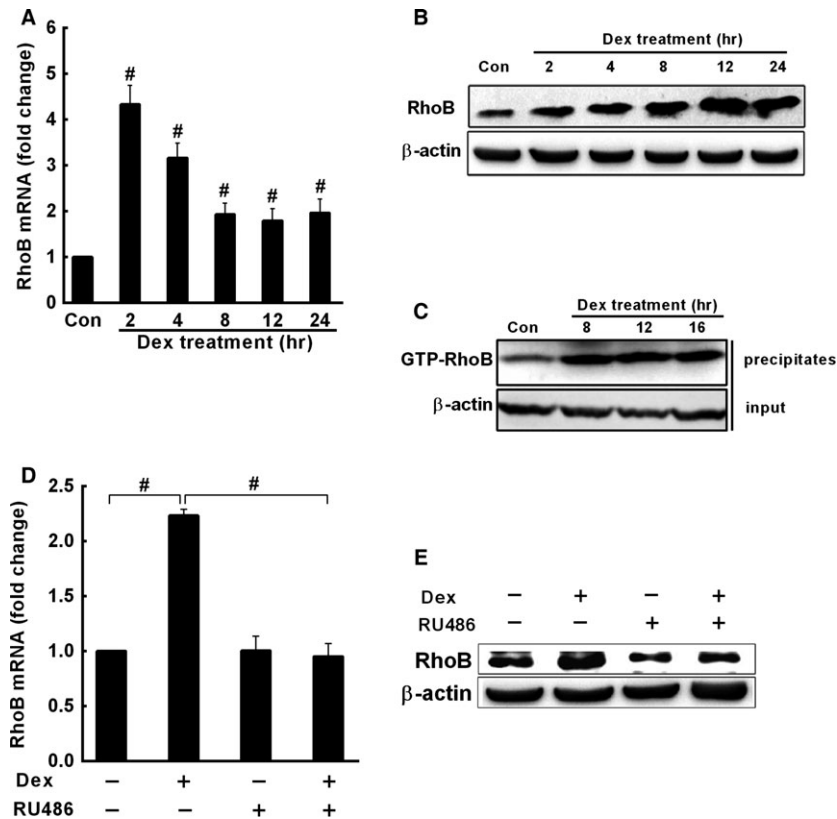 A
RhoB mRNA (fold change)
6
5
4
3
2
1
0
# # # # # #
Con 2 4 8 12 24
Dex treatment (hr)
B
Dex treatment (hr)
Con 2 4 8 12 24
RhoB
β-actin
C
Dex treatment (hr)
Con 8 12 16
GTP-RhoB precipitates
β-actin input
D
RhoB mRNA (fold change)
2.5
2.0
1.5
1.0
0.5
0.0
# #
Dex − + − +
RU486 − − + +
E
Dex − + − +
RU486 − − + +
RhoB
β-actin